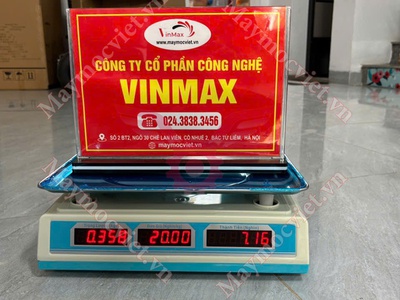 VinMax
www.maymocviet.vn
CÔNG TY CỔ PHẦN CÔNG NGHỆ
VINMAX
024.3838.3456
SỐ 2 BT2, NGÕ 30 CHẾ LAN VIÊN, CỔ NHUẾ 2, BẮC TỪ LIÊM, HÀ NỘI
maymocviet.vn
0.358 20.00 7.16
Maymocviet.vn